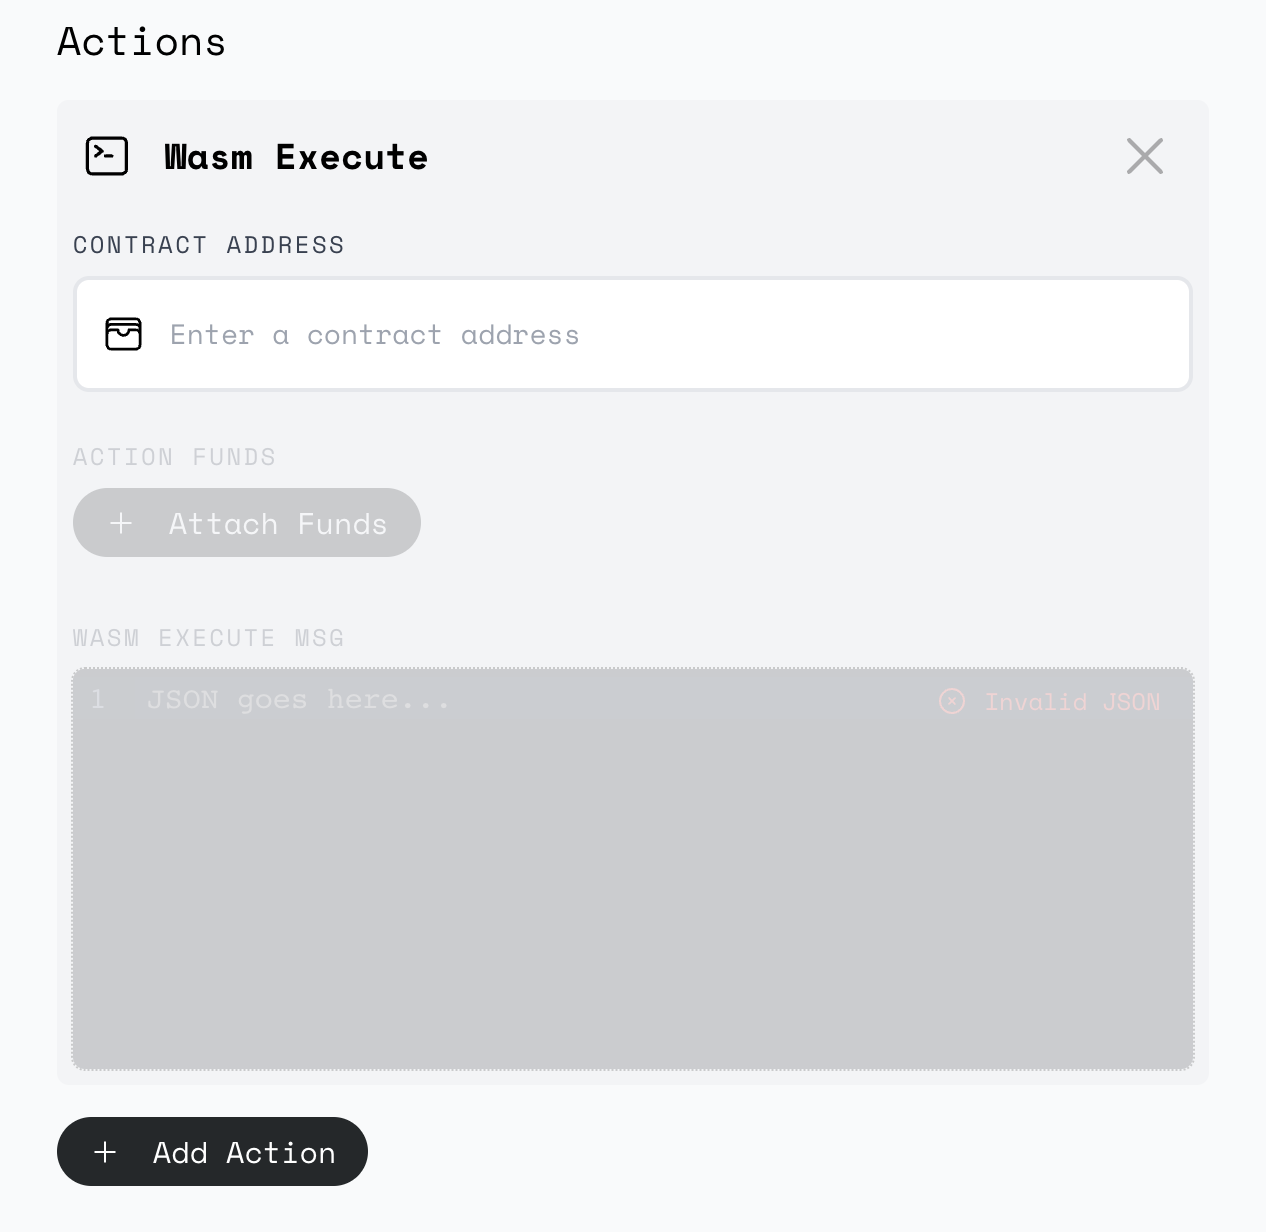 Actions
Wasm Execute
CONTRACT ADDRESS
Enter a contract address
ACTION FUNDS
Attach Funds
WASM EXECUTE MSG
1 JSON goes here... Invalid JSON
Add Action